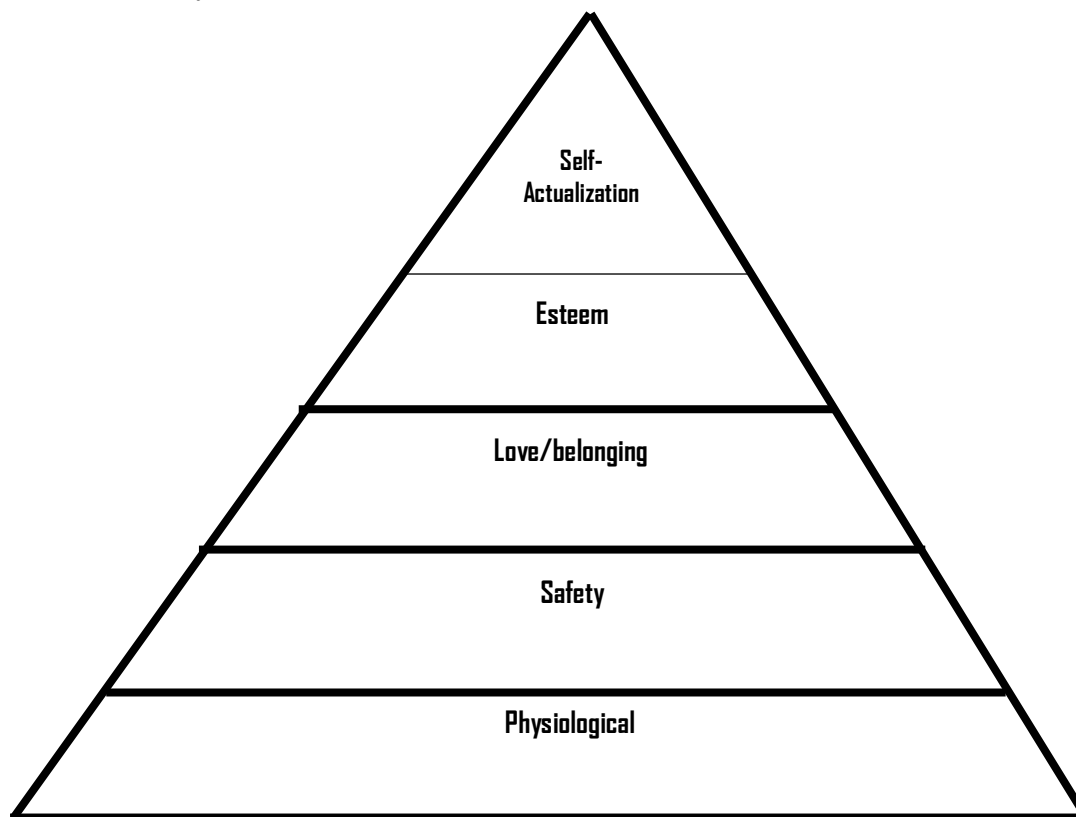 Self-
Actualization
Esteem
Love/belonging
Safety
Physiological